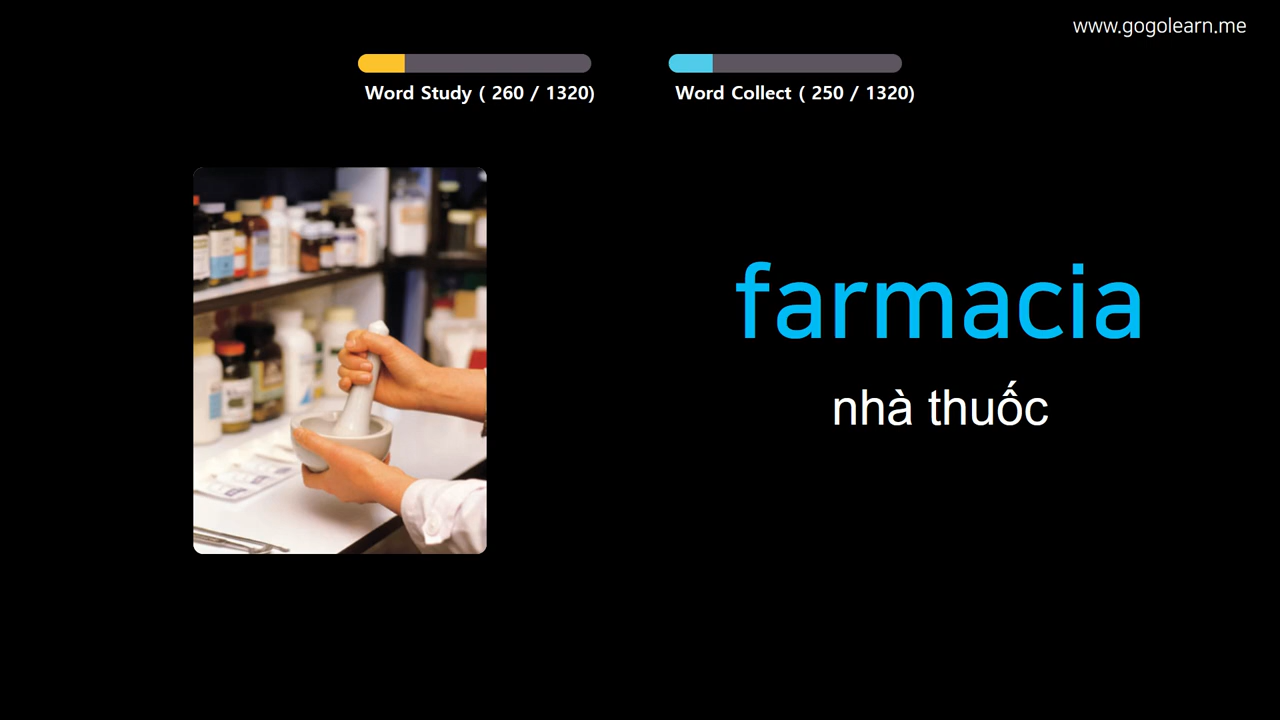 www.gogolearn.me
Word Study ( 260 / 1320)
Word Collect ( 250 / 1320)
farmacia
nhà thuốc